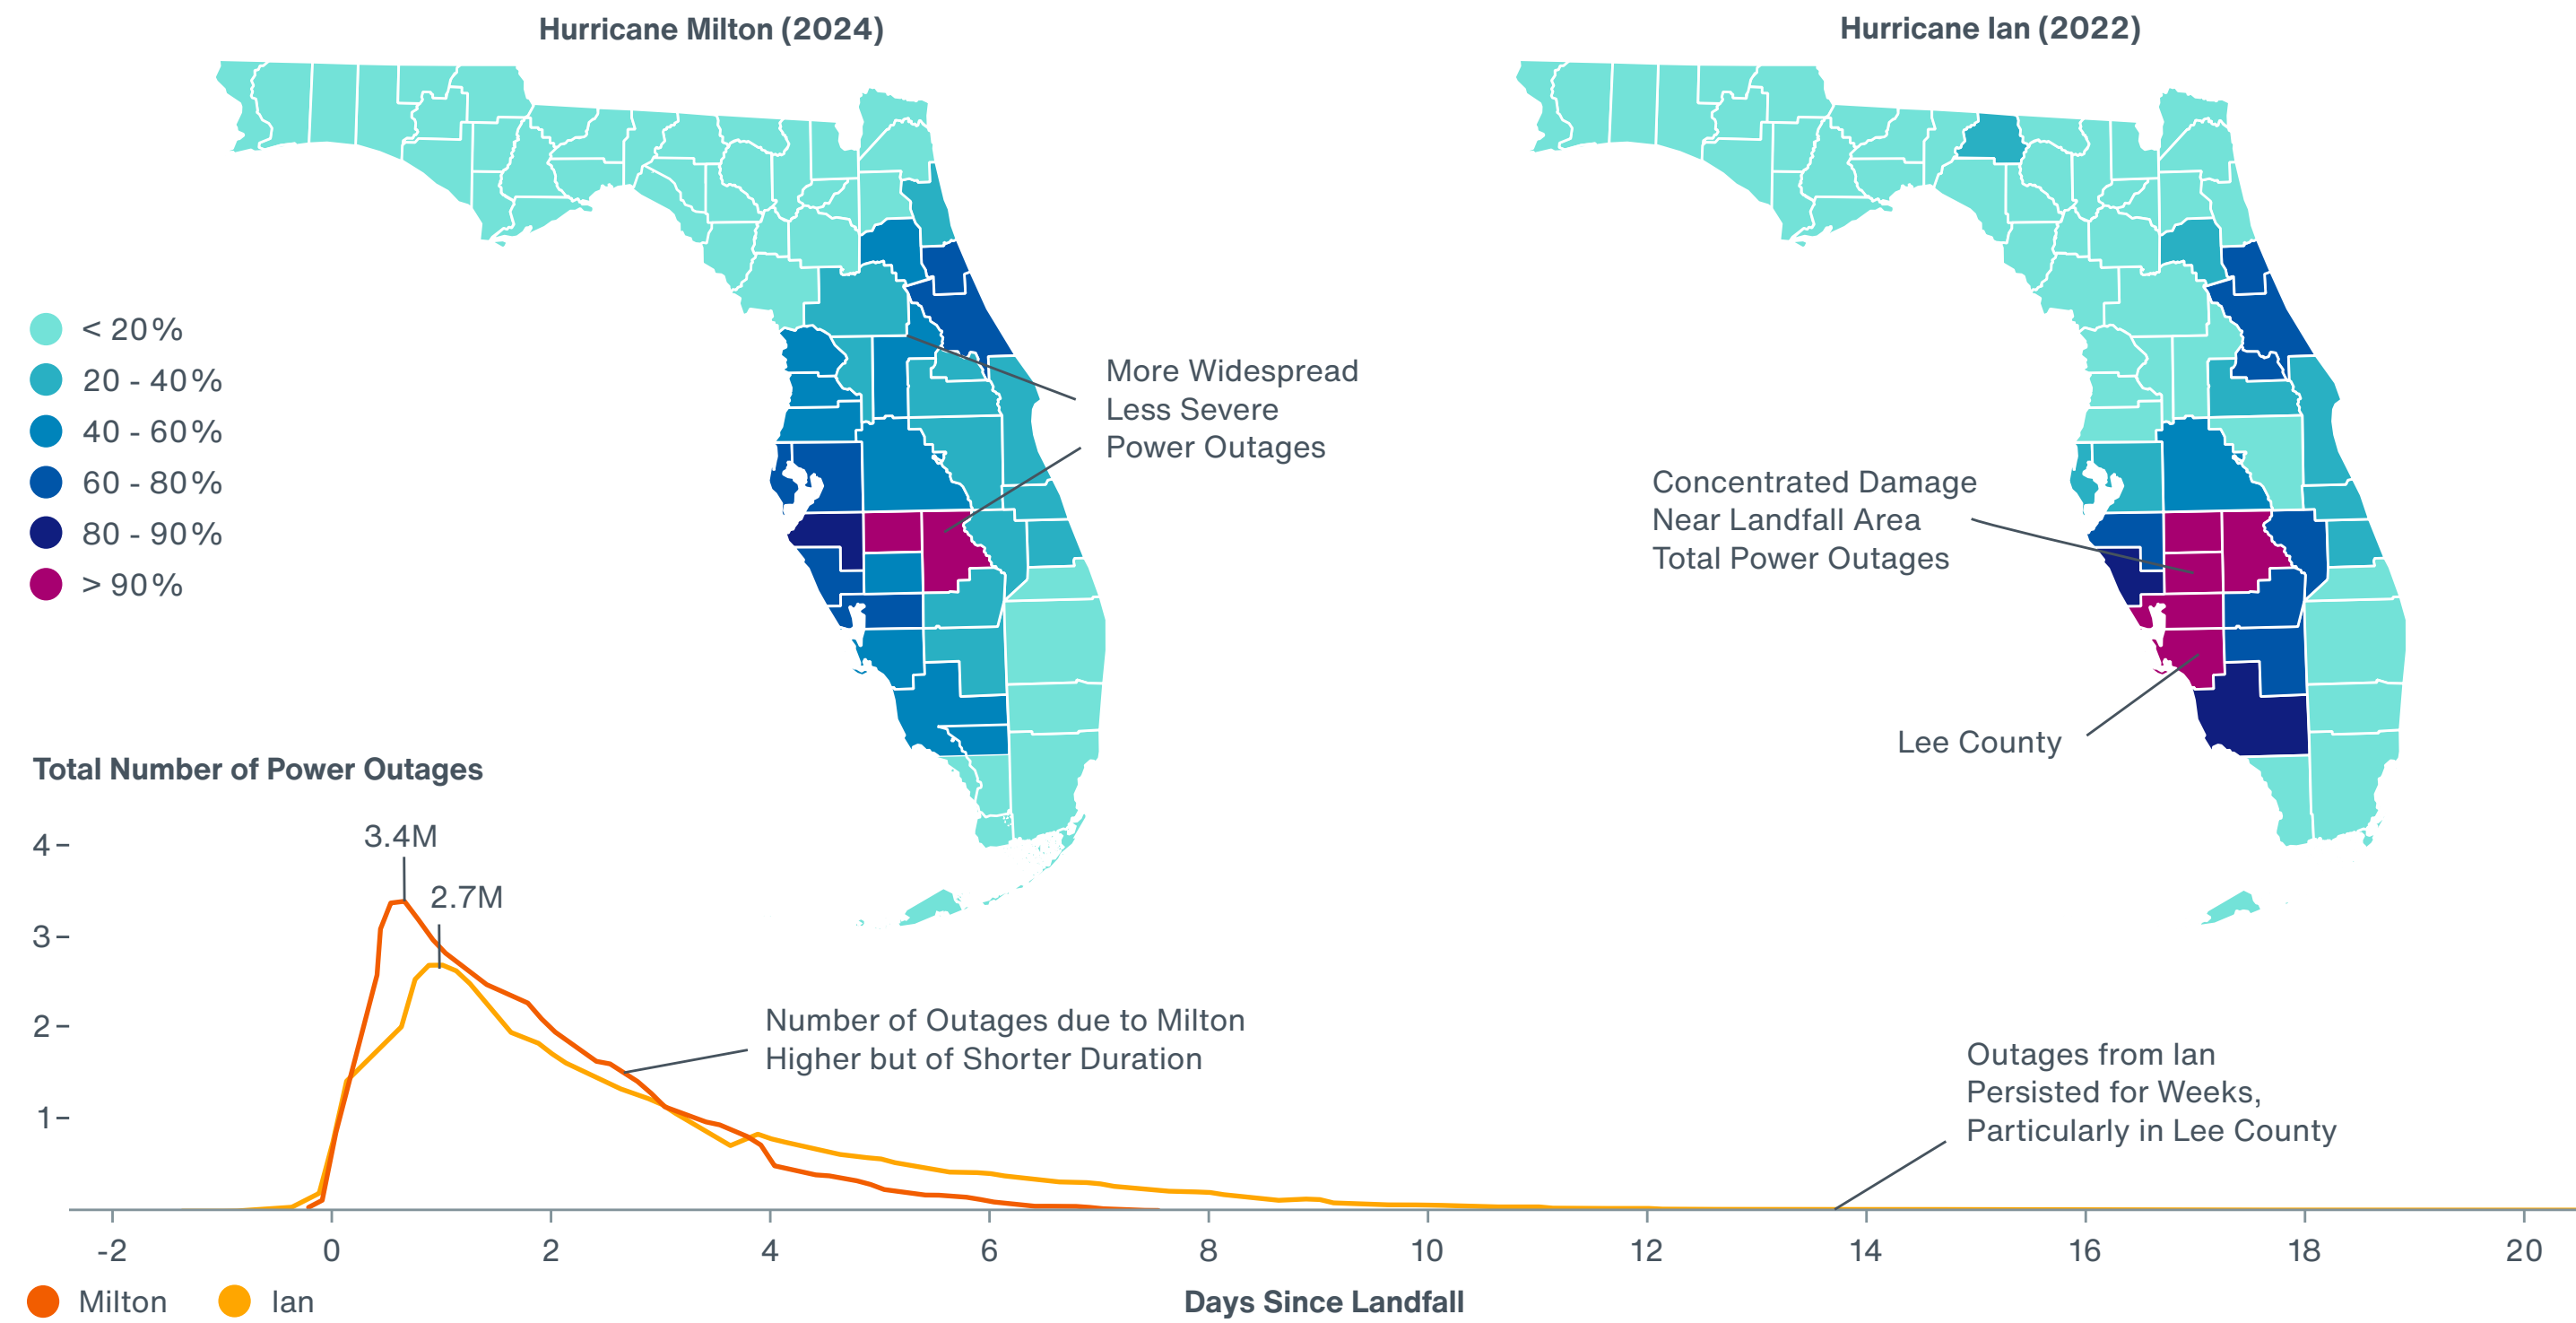 Hurricane Milton (2024)
Hurricane Ian (2022)
< 20%
20 - 40%
40 - 60%
60 - 80%
80 - 90%
> 90%
More Widespread
Less Severe
Power Outages
Concentrated Damage
Near Landfall Area
Total Power Outages
Lee County
Total Number of Power Outages
4
3
2
1
3.4M
2.7M
Number of Outages due to Milton
Higher but of Shorter Duration
Outages from Ian
Persisted for Weeks,
Particularly in Lee County
-2 0 2 4 6 8 10 12 14 16 18 20
Days Since Landfall
Milton
Ian